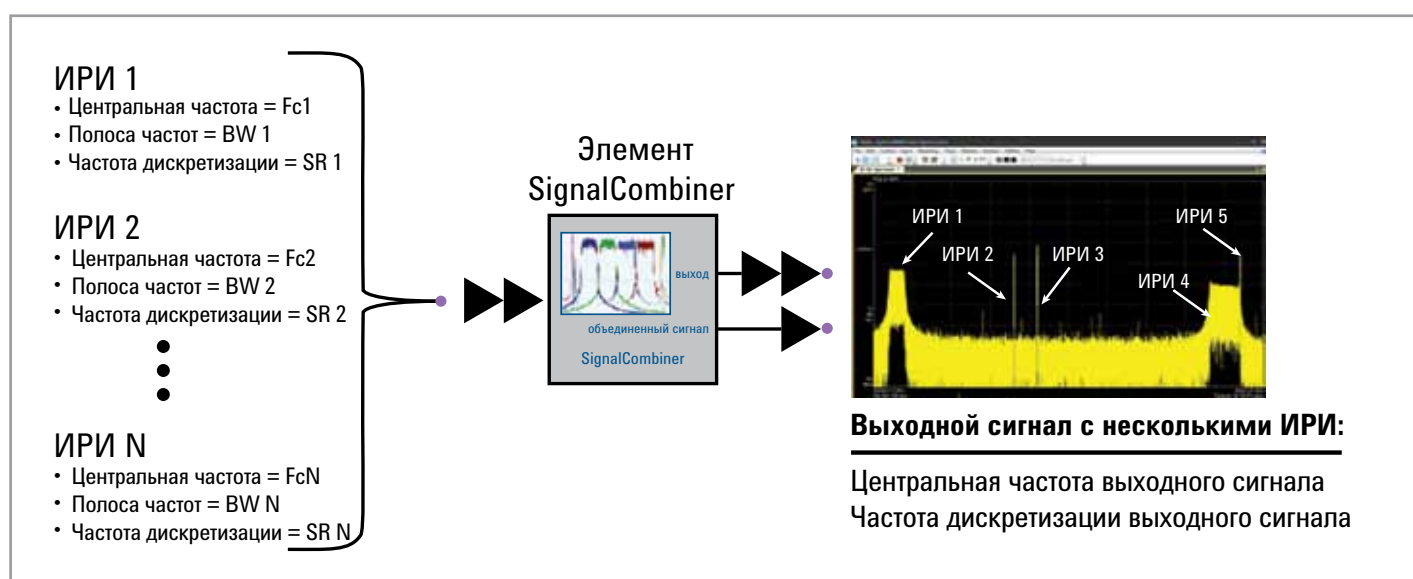 ИРИ 1
• Центральная частота = Fc1
• Полоса частот = BW 1
• Частота дискретизации = SR 1
ИРИ 2
• Центральная частота = Fc2
• Полоса частот = BW 2
• Частота дискретизации = SR 2
ИРИ N
• Центральная частота = FcN
• Полоса частот = BW N
• Частота дискретизации = SR N
Элемент
SignalCombiner
выход
объединенный сигнал
SignalCombiner
ИРИ 1
ИРИ 2
ИРИ 3
ИРИ 4
ИРИ 5
Выходной сигнал с несколькими ИРИ:
Центральная частота выходного сигнала
Частота дискретизации выходного сигнала